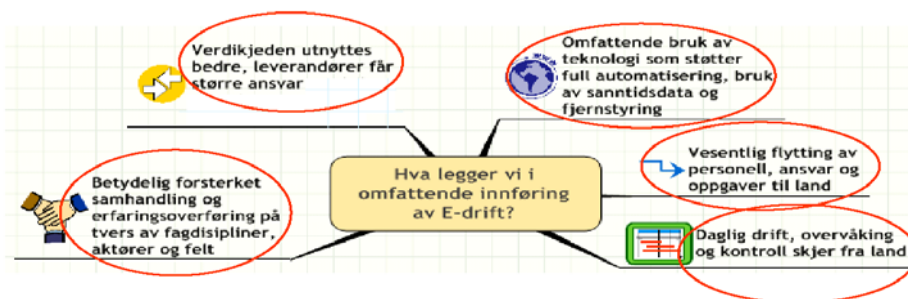 Verdikjeden utnyttes
bedre, leverandører får
større ansvar
Omfattende bruk av
teknologi som støtter
full automatisering, bruk
av sanntidsdata og
fjernstyring
Hva legger vi i
omfattende innføring
av E-drift?
Vesentlig flytting av
personell, ansvar og
oppgaver til land
Betydelig forsterket
samhandling og
erfaringsoverføring på
tvers av fagdisipliner,
aktører og felt
Daglig drift, overvåking
og kontroll skjer fra land